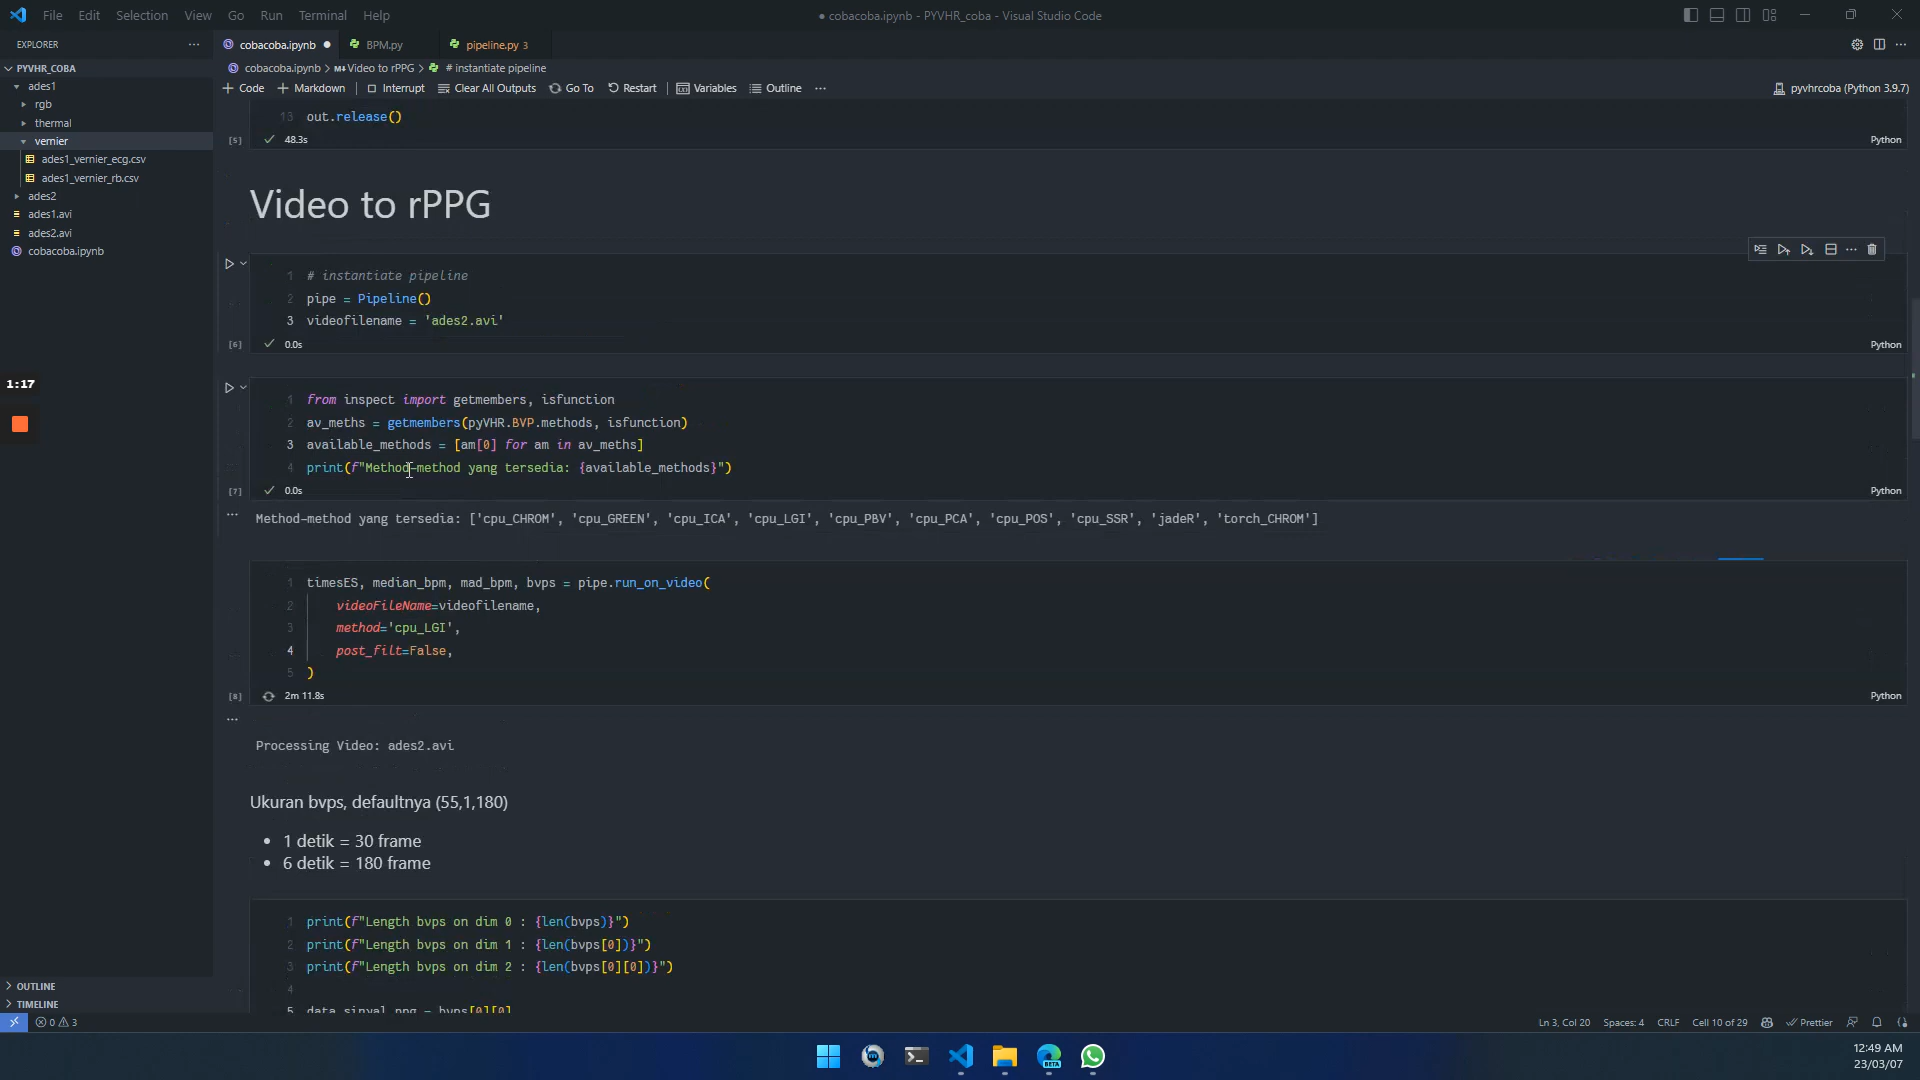 File Edit Selection View Go Run Terminal Help
● cobacoba.ipynb - PYVHR_coba - Visual Studio Code
EXPLORER
cobacoba.ipynb ●
BPM.py
pipeline.py 3
PYVHR_COBA
cobacoba.ipynb > M↓Video to rPPG > # instantiate pipeline
ades1
Code
Markdown
Interrupt
Clear All Outputs
Go To
Restart
Variables
Outline
pyvhrcoba (Python 3.9.7)
rgb
thermal
vernier
ades1_vernier_ecg.csv
ades1_vernier_rb.csv
ades2
ades1.avi
ades2.avi
cobacoba.ipynb
13 out.release()
[5] 48.3s Python
Video to rPPG
1 # instantiate pipeline
2 pipe = Pipeline()
3 videofilename = 'ades2.avi'
[6] 0.0s Python
1:17
1 from inspect import getmembers, isfunction
2 av_meths = getmembers(pyVHR.BVP.methods, isfunction)
3 available_methods = [am[0] for am in av_meths]
4 print(f"Method-method yang tersedia: {available_methods}")
[7] 0.0s Python
Method-method yang tersedia: ['cpu_CHROM', 'cpu_GREEN', 'cpu_ICA', 'cpu_LGI', 'cpu_PBV', 'cpu_PCA', 'cpu_POS', 'cpu_SSR', 'jadeR', 'torch_CHROM']
1 timesES, median_bpm, mad_bpm, bvps = pipe.run_on_video(
2 videoFileName=videofilename,
3 method='cpu_LGI',
4 post_filt=False,
5 )
[8] 2m 11.8s Python
Processing Video: ades2.avi
Ukuran bvps, defaultnya (55,1,180)
• 1 detik = 30 frame
• 6 detik = 180 frame
1 print(f"Length bvps on dim 0 : {len(bvps)}")
2 print(f"Length bvps on dim 1 : {len(bvps[0])}")
3 print(f"Length bvps on dim 2 : {len(bvps[0][0])}")
4
5 data_sinyal_ppg = bvps[0][0]
OUTLINE
TIMELINE
0 3
Ln 3, Col 20
Spaces: 4
CRLF
Cell 10 of 29
Prettier
BETA
12:49 AM
23/03/07